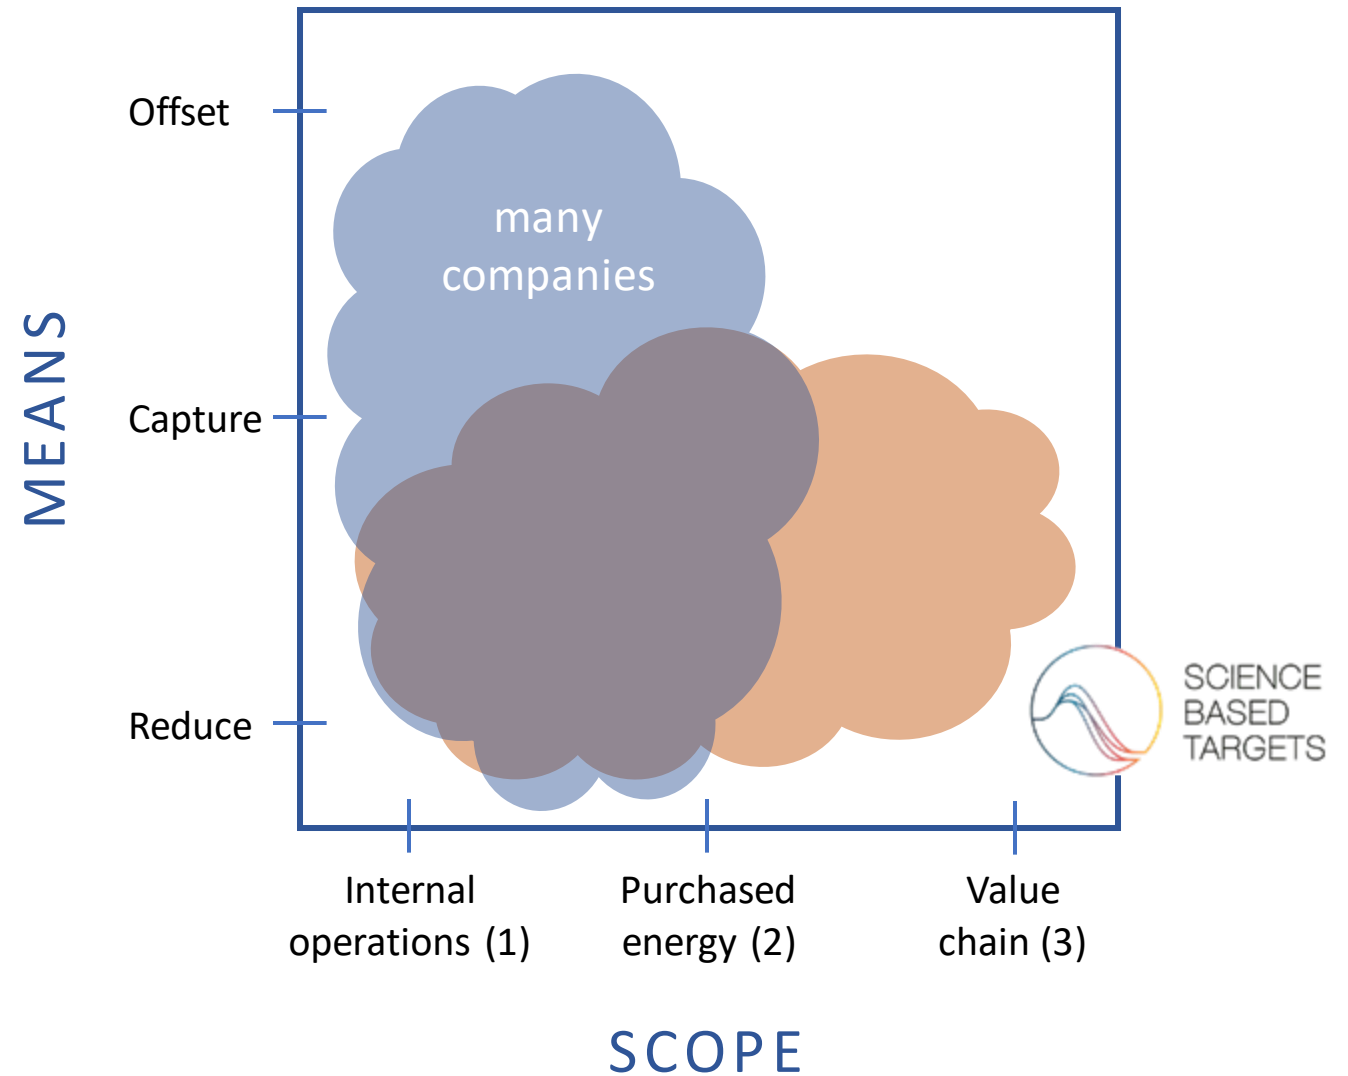 Offset
many
companies
MEANS
Capture
SCIENCE
BASED
TARGETS
Reduce
Internal
operations (1)
Purchased
energy (2)
Value
chain (3)
SCOPE